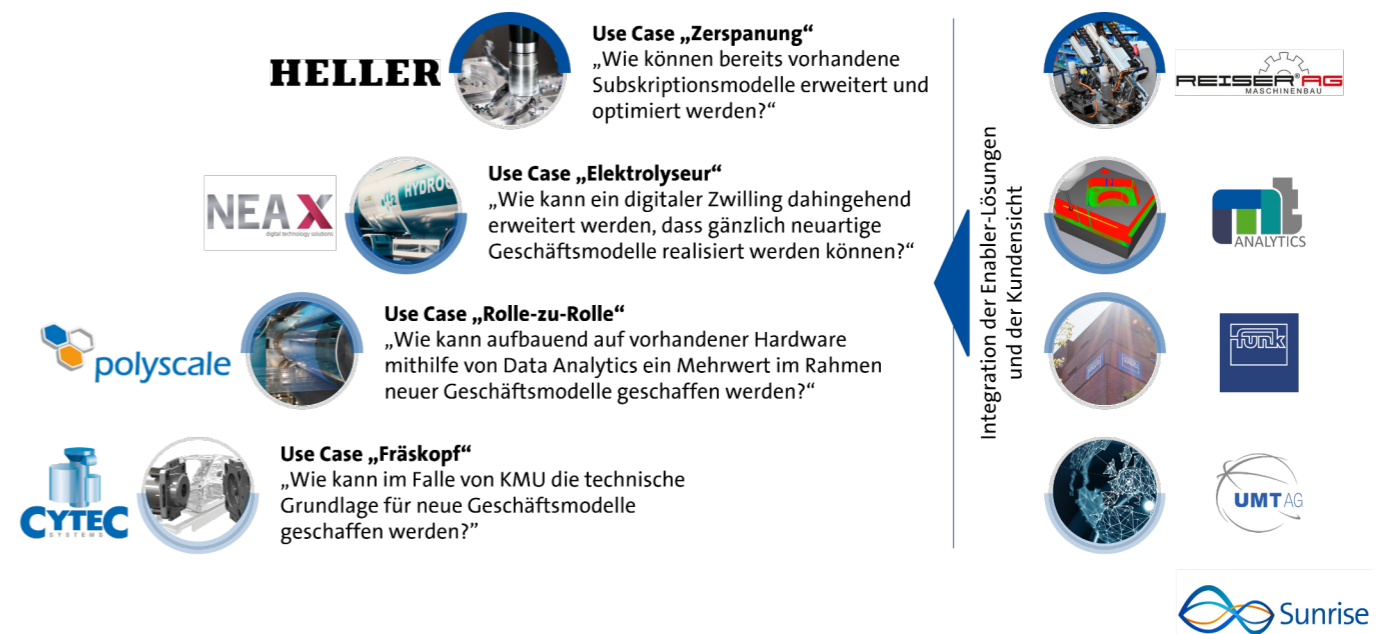 HELLER
Use Case „Zerspanung“
„Wie können bereits vorhandene
Subskriptionsmodelle erweitert und
optimiert werden?“
NEAX
digital technology solutions
H2 HYDROG
Use Case „Elektrolyseur“
„Wie kann ein digitaler Zwilling dahingehend
erweitert werden, dass gänzlich neuartige
Geschäftsmodelle realisiert werden können?“
polyscale
Use Case „Rolle-zu-Rolle“
„Wie kann aufbauend auf vorhandener Hardware
mithilfe von Data Analytics ein Mehrwert im Rahmen
neuer Geschäftsmodelle geschaffen werden?“
CYTEC
SYSTEMS
Use Case „Fräskopf“
„Wie kann im Falle von KMU die technische
Grundlage für neue Geschäftsmodelle
geschaffen werden?”
Integration der Enabler-Lösungen
und der Kundensicht
REISER® AG
MASCHINENBAU
mt
ANALYTICS
funk
UMT AG
Sunrise